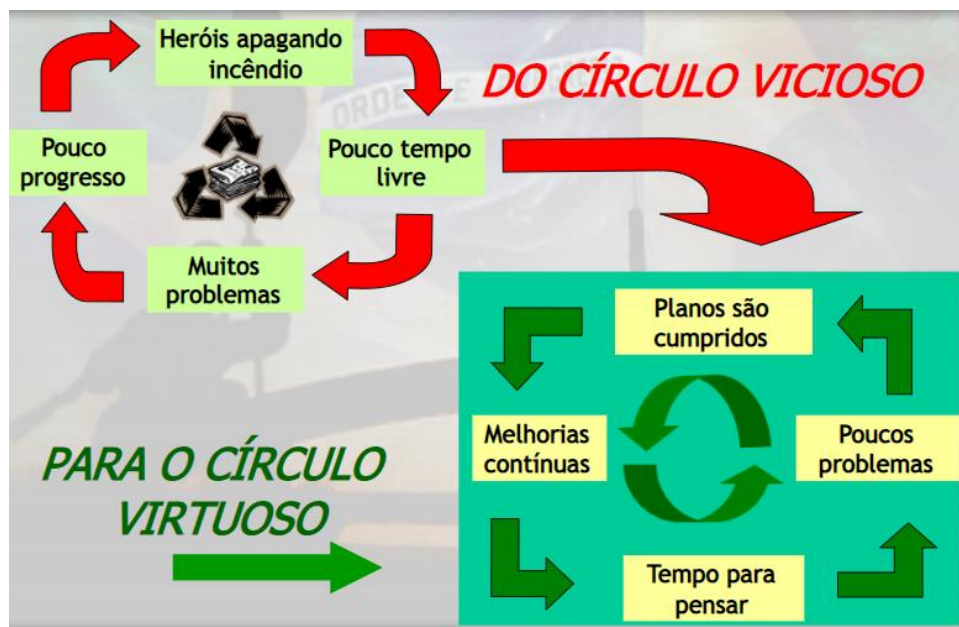 Heróis apagando
incêndio
DO CÍRCULO VICIOSO
Pouco
progresso
Pouco tempo
livre
Muitos
problemas
Planos são
cumpridos
Melhorias
contínuas
Poucos
problemas
PARA O CÍRCULO
VIRTUOSO
Tempo para
pensar
ORDEM E